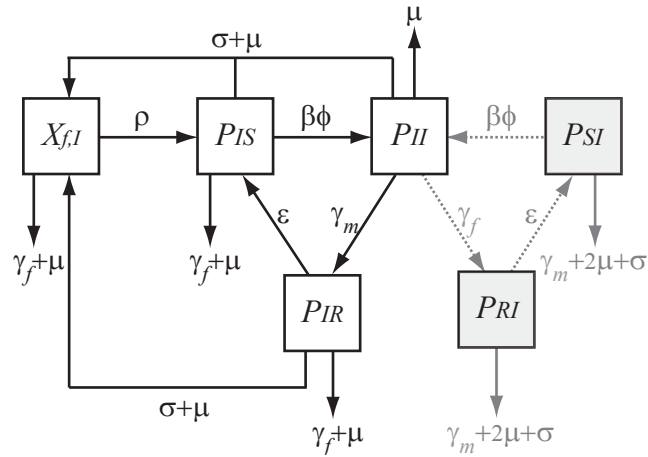 μ
σ+μ
X_{f,I}
ρ
P_{IS}
βφ
P_{II}
βφ
P_{SI}
ε
γ_m
γ_f
ε
γ_f+μ
γ_f+μ
γ_m+2μ+σ
P_{IR}
P_{RI}
σ+μ
γ_f+μ
γ_m+2μ+σ